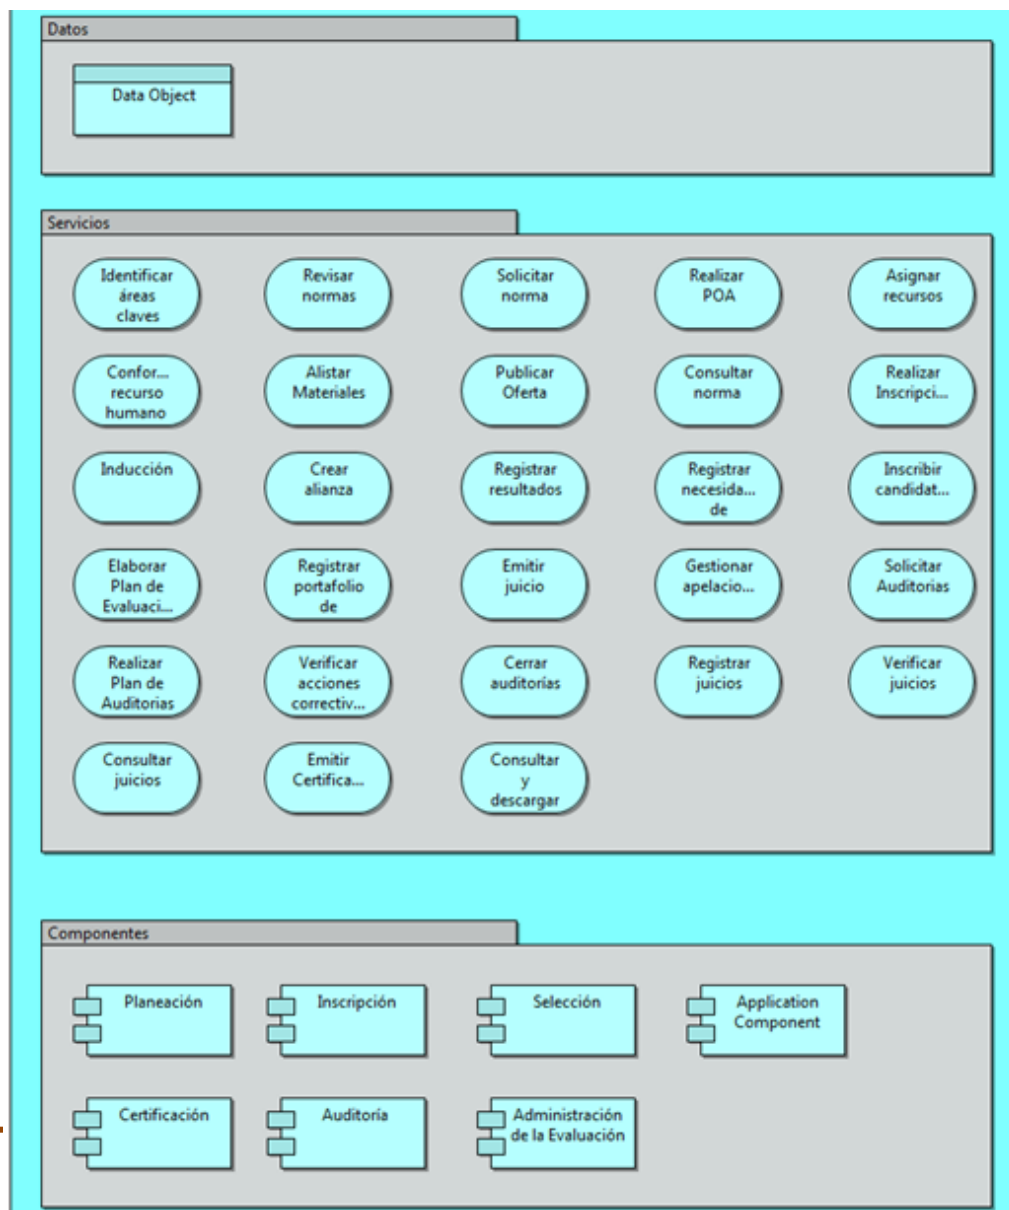 Datos
Data Object
Servicios
Identificar
áreas
claves
Revisar
normas
Solicitar
norma
Realizar
POA
Asignar
recursos
Confor...
recurso
humano
Alistar
Materiales
Publicar
Oferta
Consultar
norma
Realizar
Inscripci...
Inducción
Crear
alianza
Registrar
resultados
Registrar
necesida...
de
Inscribir
candidat...
Elaborar
Plan de
Evaluaci...
Registrar
portafolio
de
Emitir
juicio
Gestionar
apelacio...
Solicitar
Auditorias
Realizar
Plan de
Auditorias
Verificar
acciones
correctiv...
Cerrar
auditorías
Registrar
juicios
Verificar
juicios
Consultar
juicios
Emitir
Certifica...
Consultar
y
descargar
Componentes
Planeación
Inscripción
Selección
Application
Component
Certificación
Auditoría
Administración
de la Evaluación